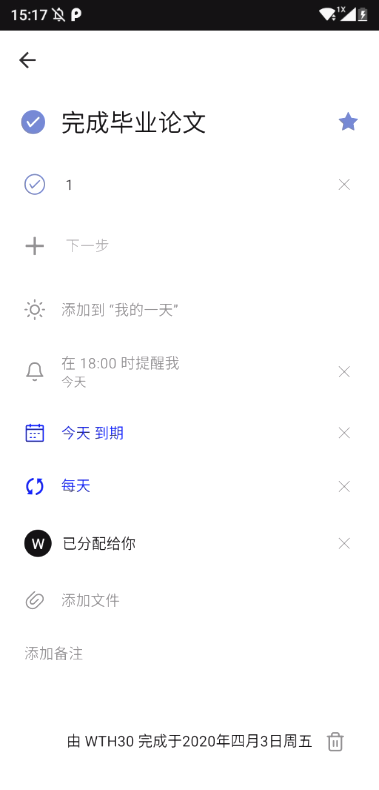 15:17
1X
完成毕业论文
1
下一步
添加到 “我的一天”
在 18:00 时提醒我
今天
今天 到期
每天
W 已分配给你
添加文件
添加备注
由 WTH30 完成于2020年四月3日周五